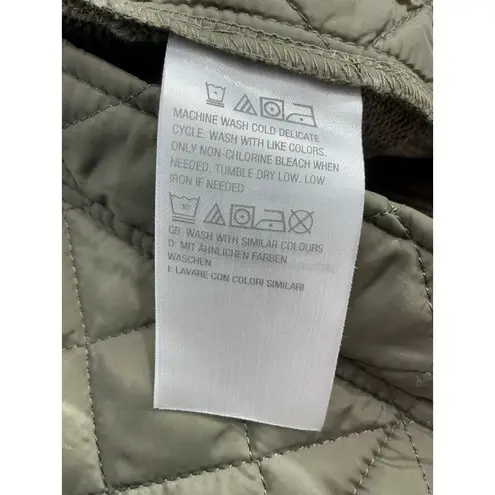 MACHINE WASH COLD DELICATE
CYCLE. WASH WITH LIKE COLORS.
ONLY NON-CHLORINE BLEACH WHEN
NEEDED. TUMBLE DRY LOW. LOW
IRON IF NEEDED
30
GB: WASH WITH SIMILAR COLOURS
D: MIT ÄHNLICHEN FARBEN
WASCHEN
I: LAVARE CON COLORI SIMILARI